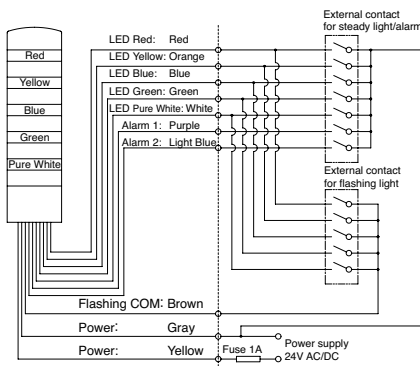 External contact
for steady light/alarm
LED Red: Red
LED Yellow: Orange
LED Blue: Blue
LED Green: Green
LED Pure White: White
Alarm 1: Purple
Alarm 2: Light Blue
Red
Yellow
Blue
Green
Pure White
External contact
for flashing light
Flashing COM: Brown
Power: Gray
Power: Yellow
Fuse 1A
Power supply
24V AC/DC